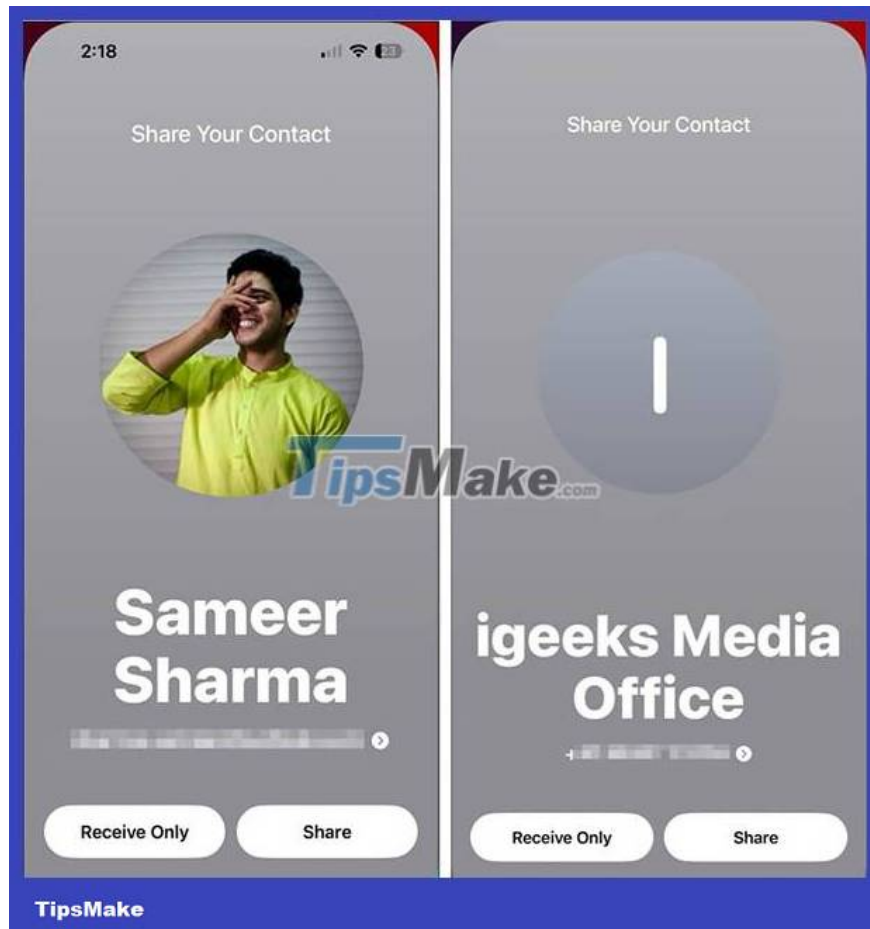 2:18
23
Share Your Contact
Sameer
Sharma
Receive Only
Share
Share Your Contact
I
igeeks Media
Office
Receive Only
Share
TipsMake.com
TipsMake